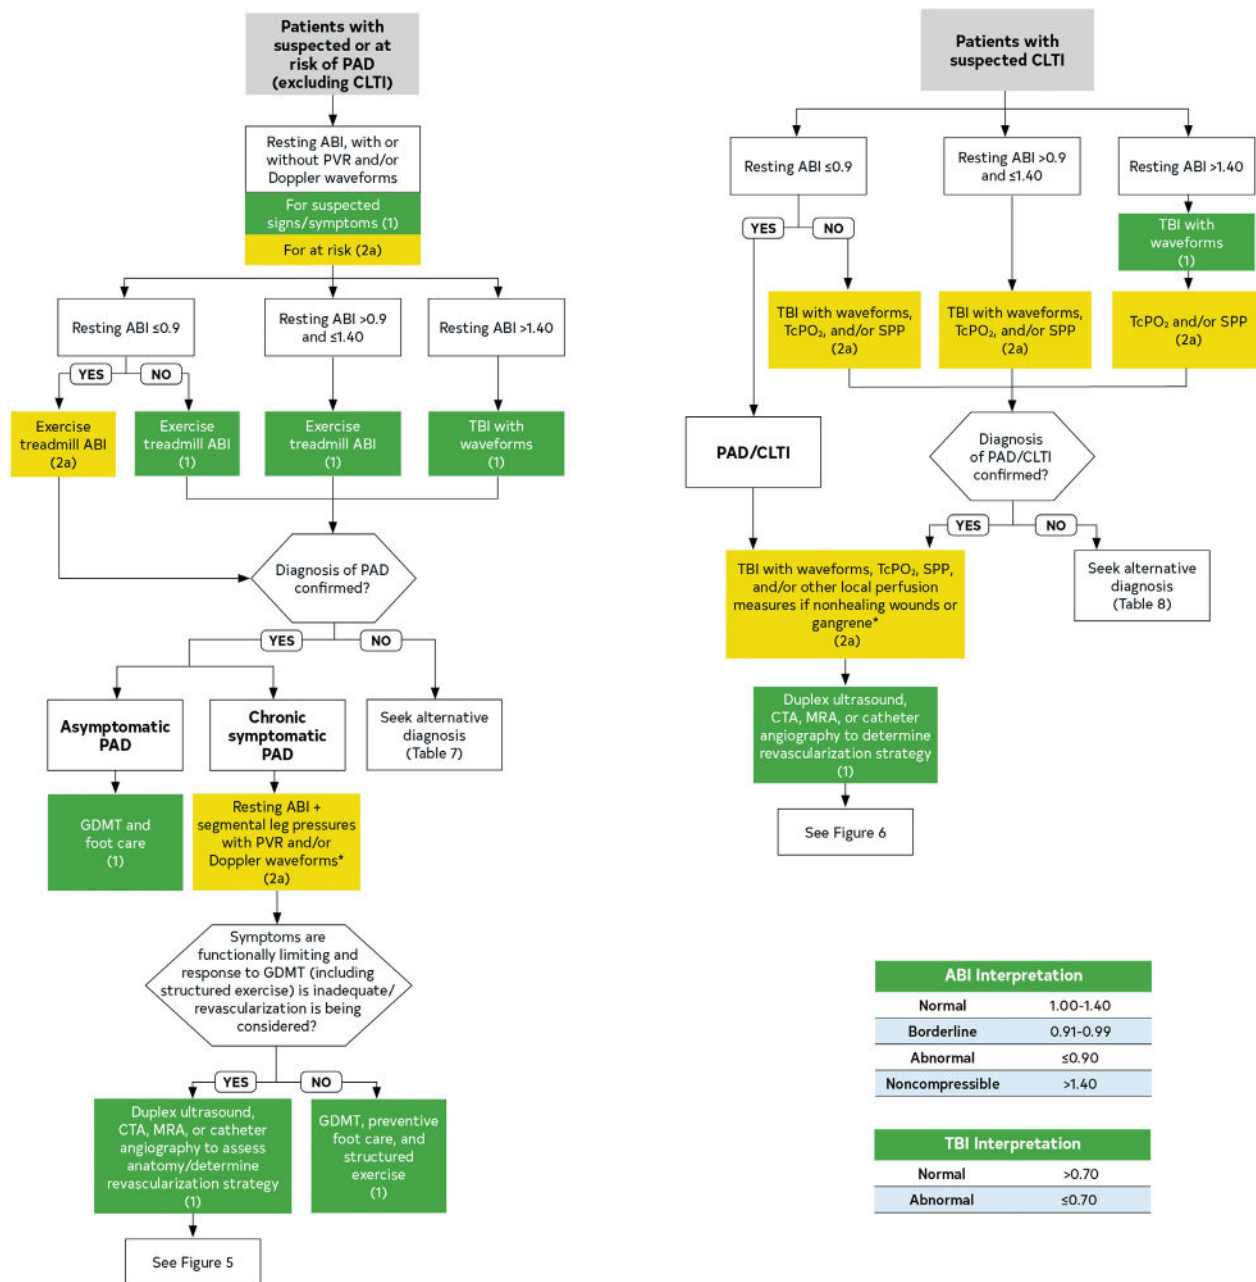 Patients with
suspected or at
risk of PAD
(excluding CLTI)
Resting ABI, with or
without PVR and/or
Doppler waveforms
For suspected
signs/symptoms (1)
For at risk (2a)
Resting ABI ≤0.9
Resting ABI >0.9
and ≤1.40
Resting ABI >1.40
YES
NO
Exercise
treadmill ABI
(2a)
Exercise
treadmill ABI
(1)
Exercise
treadmill ABI
(1)
TBI with
waveforms
(1)
Diagnosis of PAD
confirmed?
YES
NO
Asymptomatic
PAD
Chronic
symptomatic
PAD
Seek alternative
diagnosis
(Table 7)
GDMT and
foot care
(1)
Resting ABI +
segmental leg pressures
with PVR and/or
Doppler waveforms*
(2a)
Symptoms are
functionally limiting and
response to GDMT (including
structured exercise) is inadequate/
revascularization is being
considered?
YES
NO
Duplex ultrasound,
CTA, MRA, or catheter
angiography to assess
anatomy/determine
revascularization strategy
(1)
GDMT, preventive
foot care, and
structured
exercise
(1)
See Figure 5
Patients with
suspected CLTI
Resting ABI ≤0.9
Resting ABI >0.9
and ≤1.40
Resting ABI >1.40
YES
NO
TBI with
waveforms
(1)
TBI with waveforms,
TcPO₂, and/or SPP
(2a)
TBI with waveforms,
TcPO₂, and/or SPP
(2a)
TcPO₂ and/or SPP
(2a)
PAD/CLTI
Diagnosis
of PAD/CLTI
confirmed?
YES
NO
TBI with waveforms, TcPO₂, SPP,
and/or other local perfusion
measures if nonhealing wounds or
gangrene*
(2a)
Seek alternative
diagnosis
(Table 8)
Duplex ultrasound,
CTA, MRA, or catheter
angiography to determine
revascularization strategy
(1)
See Figure 6
ABI Interpretation
Normal 1.00-1.40
Borderline 0.91-0.99
Abnormal ≤0.90
Noncompressible >1.40
TBI Interpretation
Normal >0.70
Abnormal ≤0.70